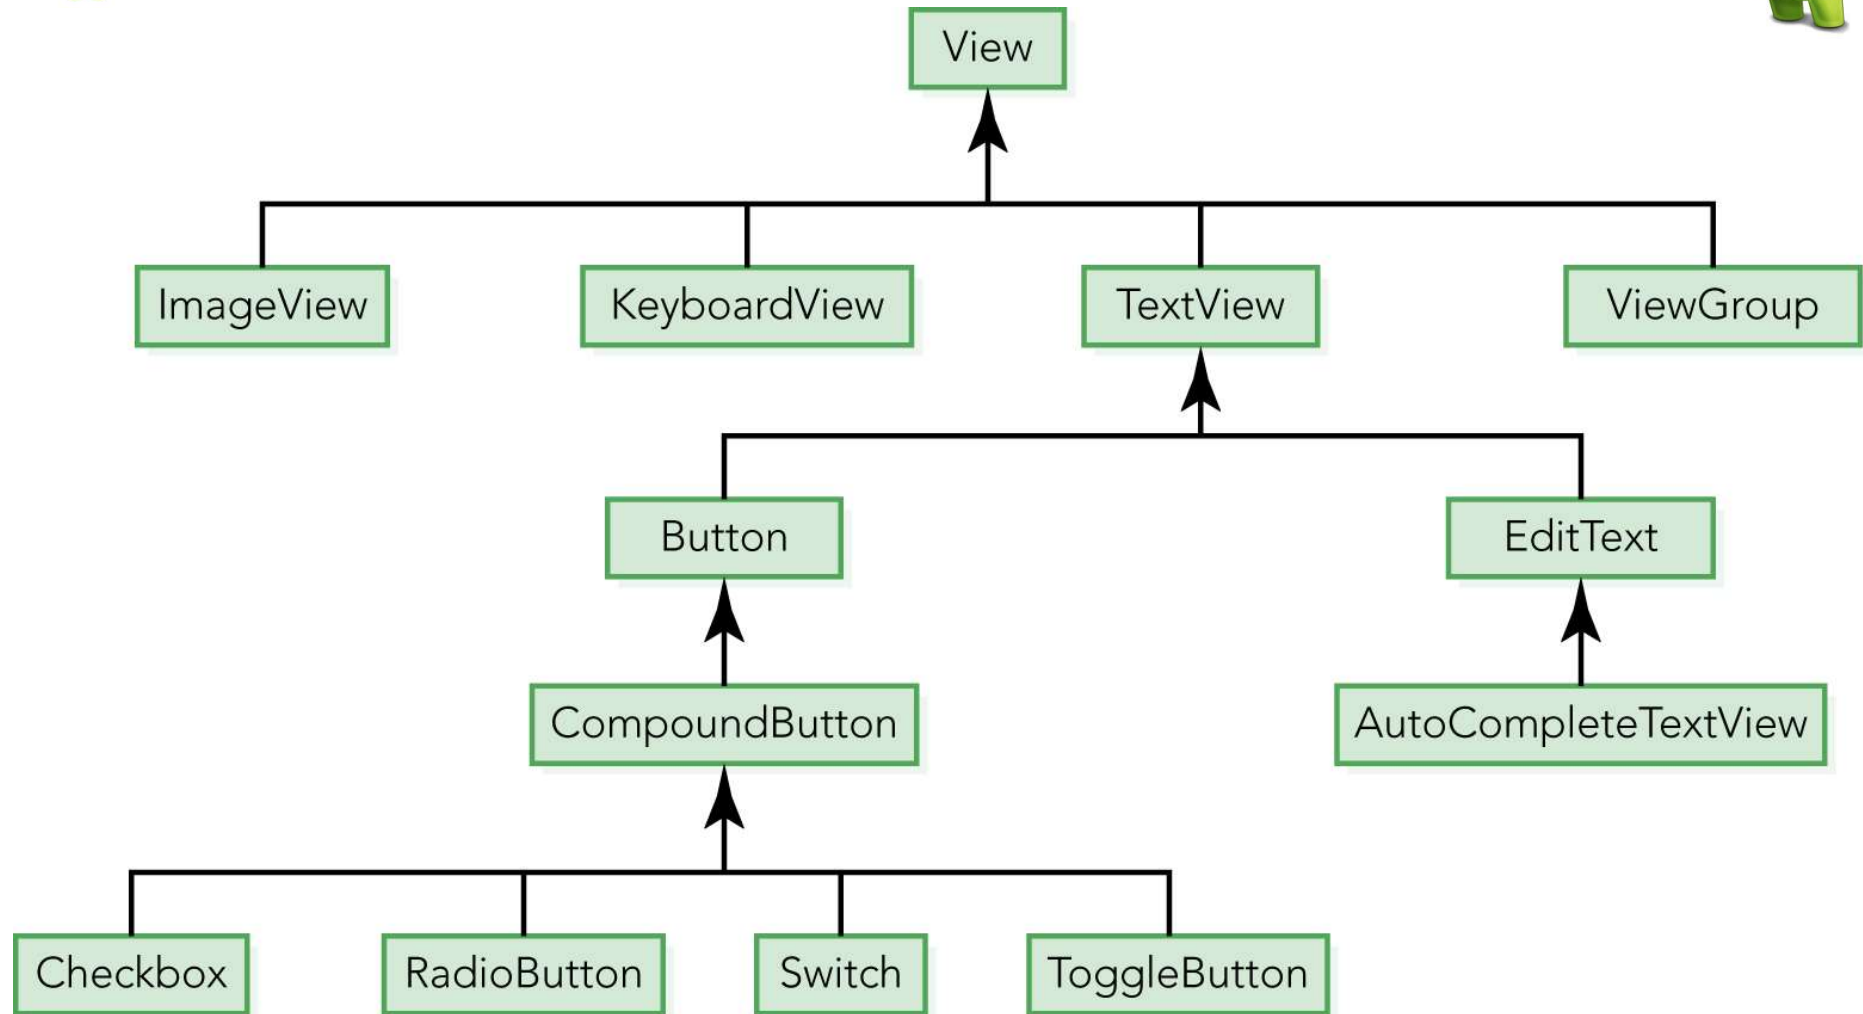 View
ImageView
KeyboardView
TextView
ViewGroup
Button
EditText
CompoundButton
AutoCompleteTextView
Checkbox
RadioButton
Switch
ToggleButton